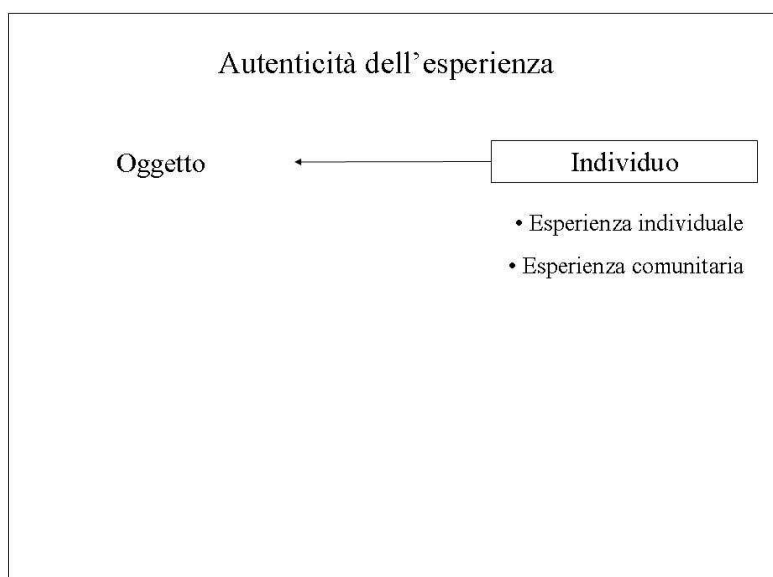 Autenticità dell’esperienza
Oggetto
Individuo
• Esperienza individuale
• Esperienza comunitaria